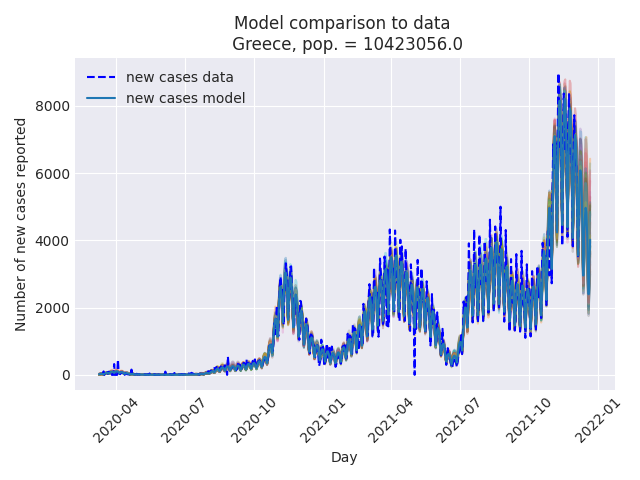 Model comparison to data
Greece, pop. = 10423056.0
new cases data
new cases model
Number of new cases reported
8000
6000
4000
2000
0
2020-04
2020-07
2020-10
2021-01
2021-04
2021-07
2021-10
2022-01
Day